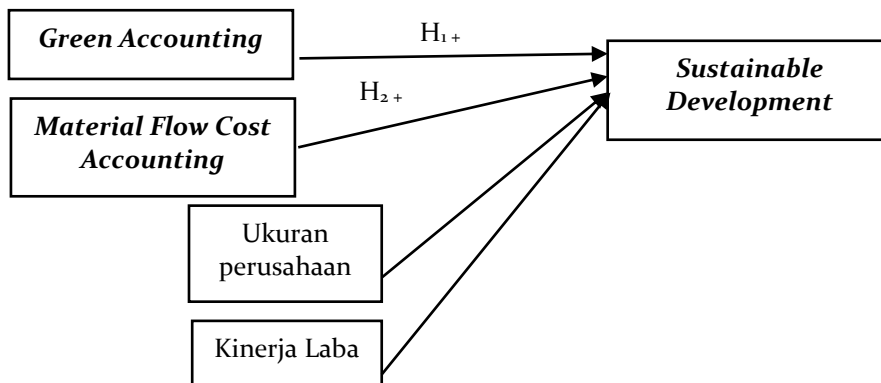 Green Accounting
H1 +
Sustainable
Development
H2 +
Material Flow Cost
Accounting
Ukuran
perusahaan
Kinerja Laba